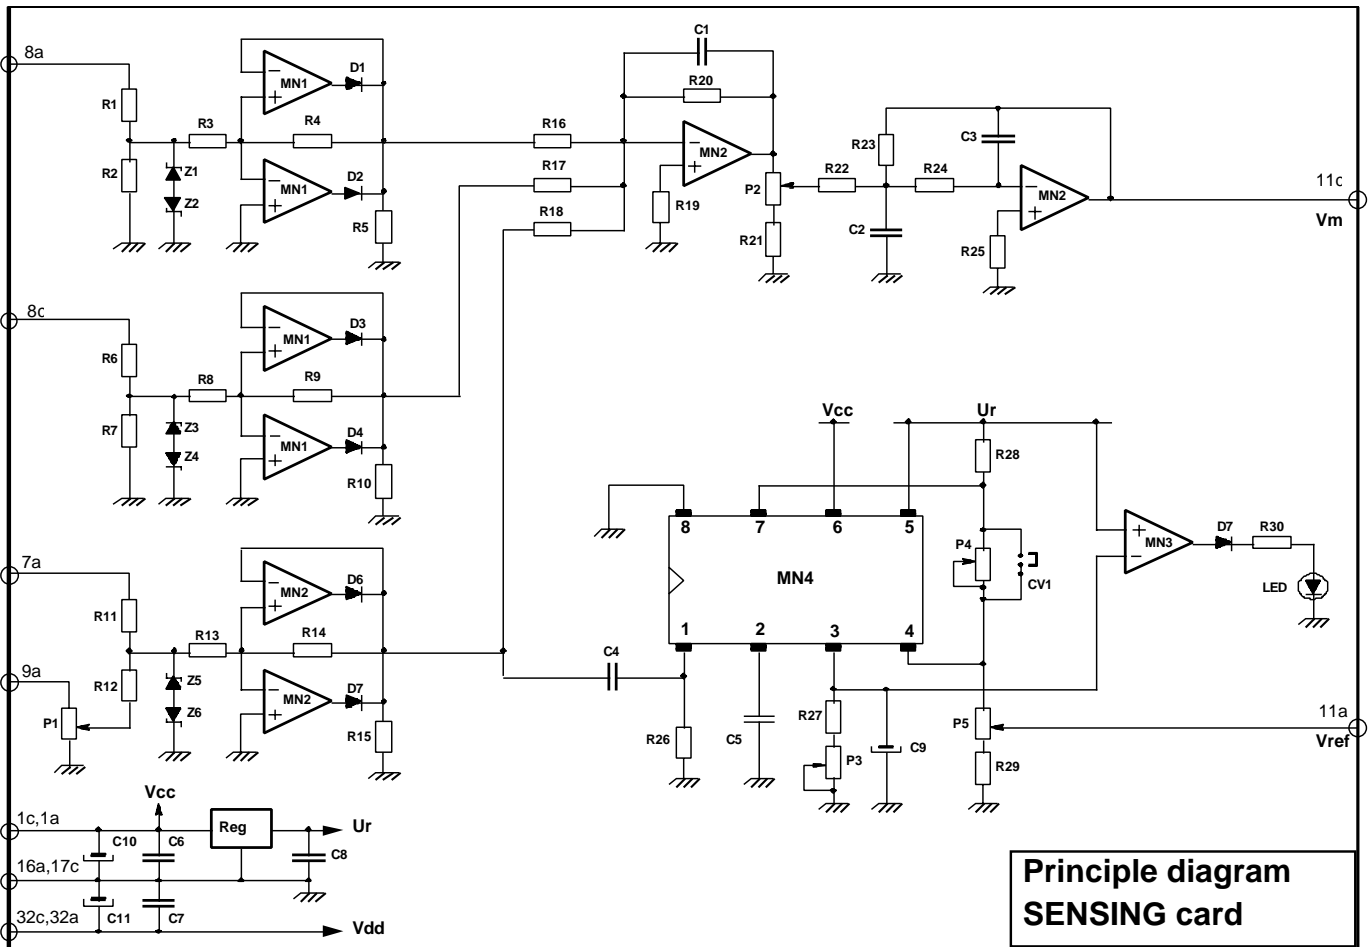 8a
R1
R2
R3
R4
Z1
Z2
MN1
D1
MN1
D2
R5
8c
R6
R7
R8
R9
Z3
Z4
MN1
D3
MN1
D4
R10
7a
9a
R11
R12
P1
R13
R14
Z5
Z6
MN2
D6
MN2
D7
R15
C1
R20
R16
R17
R18
R19
MN2
P2
R21
R22
R23
R24
C2
C3
R25
MN2
11c
Vm
Vcc
Ur
R28
8 7 6 5
MN4
1 2 3 4
P4
CV1
MN3
D7
R30
LED
C4
R26
C5
R27
P3
C9
P5
R29
11a
Vref
Vcc
1c,1a
C10
C6
Reg
Ur
C8
16a,17c
C11
C7
32c,32a
Vdd
Principle diagram
SENSING card